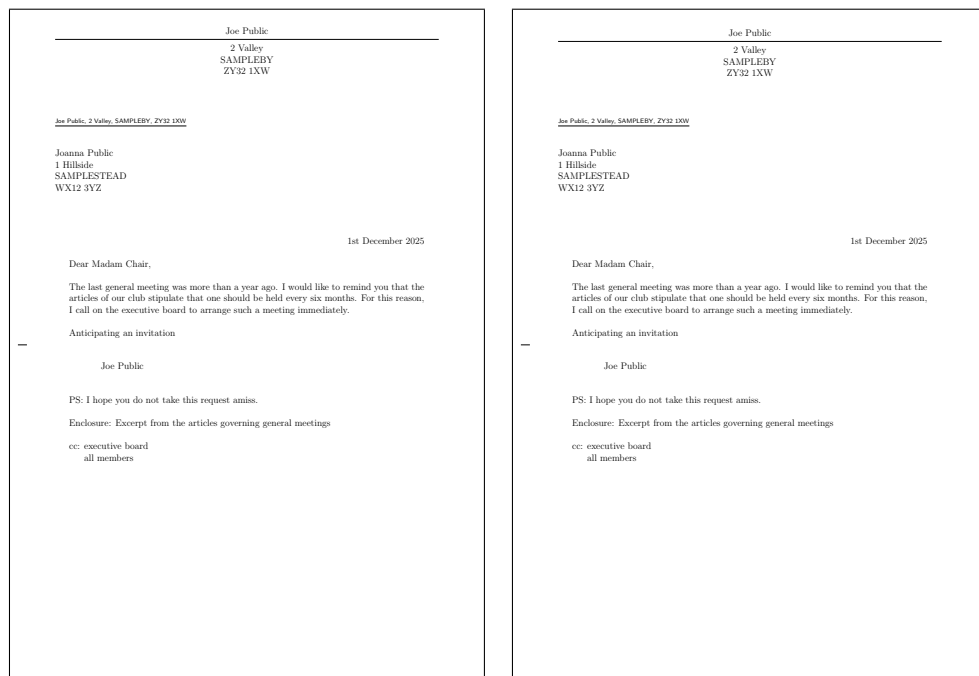 Joe Public
2 Valley
SAMPLEBY
ZY32 1XW
Joe Public, 2 Valley, SAMPLEBY, ZY32 1XW
Joanna Public
1 Hillside
SAMPLESTEAD
WX12 3YZ
1st December 2025
Dear Madam Chair,
The last general meeting was more than a year ago. I would like to remind you that the
articles of our club stipulate that one should be held every six months. For this reason,
I call on the executive board to arrange such a meeting immediately.
Anticipating an invitation
Joe Public
PS: I hope you do not take this request amiss.
Enclosure: Excerpt from the articles governing general meetings
cc: executive board
all members
Joe Public
2 Valley
SAMPLEBY
ZY32 1XW
Joe Public, 2 Valley, SAMPLEBY, ZY32 1XW
Joanna Public
1 Hillside
SAMPLESTEAD
WX12 3YZ
1st December 2025
Dear Madam Chair,
The last general meeting was more than a year ago. I would like to remind you that the
articles of our club stipulate that one should be held every six months. For this reason,
I call on the executive board to arrange such a meeting immediately.
Anticipating an invitation
Joe Public
PS: I hope you do not take this request amiss.
Enclosure: Excerpt from the articles governing general meetings
cc: executive board
all members